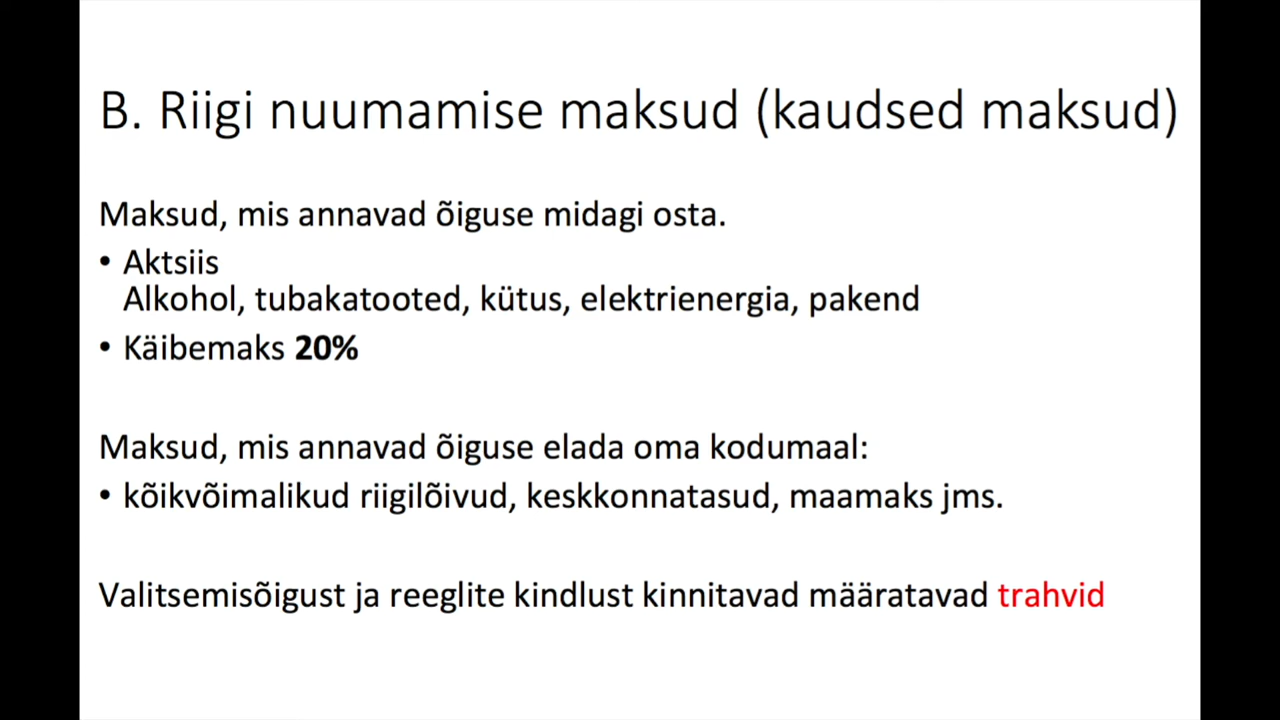 B. Riigi nuumamise maksud (kaudsed maksud)
Maksud, mis annavad õiguse midagi osta.
• Aktsiis
Alkohol, tubakatooted, kütus, elektrienergia, pakend
• Käibemaks 20%
Maksud, mis annavad õiguse elada oma kodumaal:
• kõikvõimalikud riigilõivud, keskkonnatasud, maamaks jms.
Valitsemisõigust ja reeglite kindlust kinnitavad määratavad trahvid